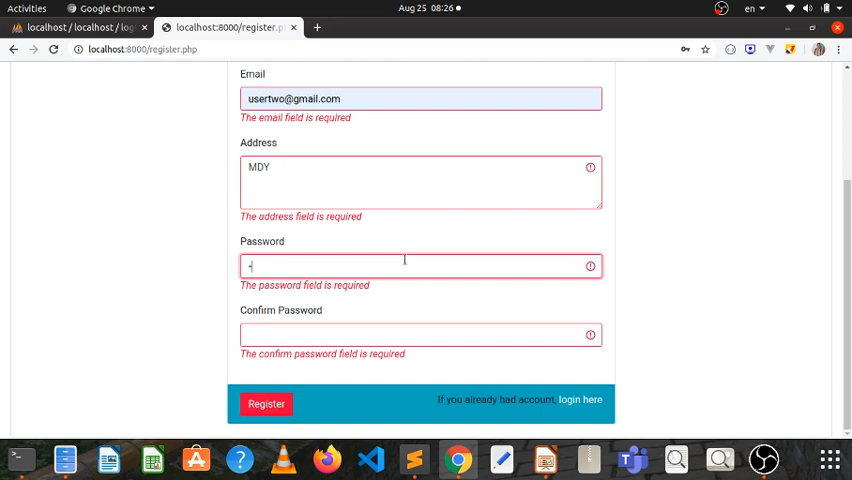 Activities
Google Chrome
Aug 25 08:26
en
localhost / localhost / log
localhost:8000/register.p
localhost:8000/register.php
Email
usertwo@gmail.com
The email field is required
Address
MDY
The address field is required
Password
The password field is required
Confirm Password
The confirm password field is required
Register
If you already had account, login here